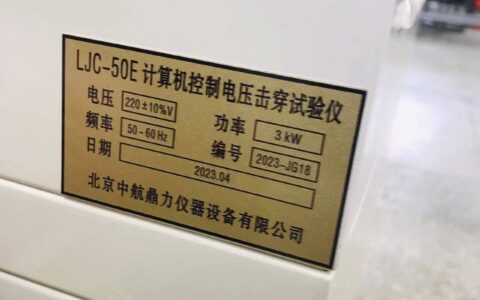 LJC-50E 计算机控制电压击穿试验仪
电压 220±10%V 功率 3kW
频率 50-60Hz 编号 2023-JG18
日期 2023.04
北京中航鼎力仪器设备有限公司